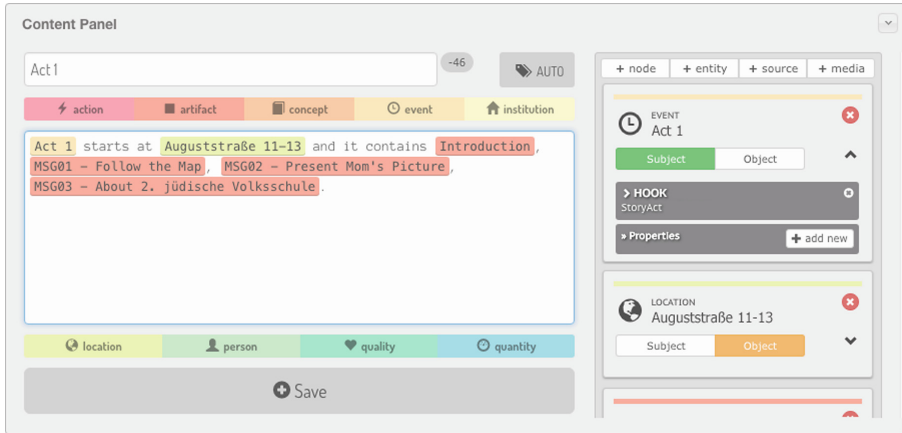 Content Panel
Act 1
-46
AUTO
action artifact concept event institution
Act 1 starts at Auguststraße 11-13 and it contains Introduction,
MSG01 - Follow the Map, MSG02 - Present Mom's Picture,
MSG03 - About 2. jüdische Volksschule.
location person quality quantity
Save
+ node + entity + source + media
EVENT
Act 1
Subject Object
> HOOK
StoryAct
» Properties + add new
LOCATION
Auguststraße 11-13
Subject Object